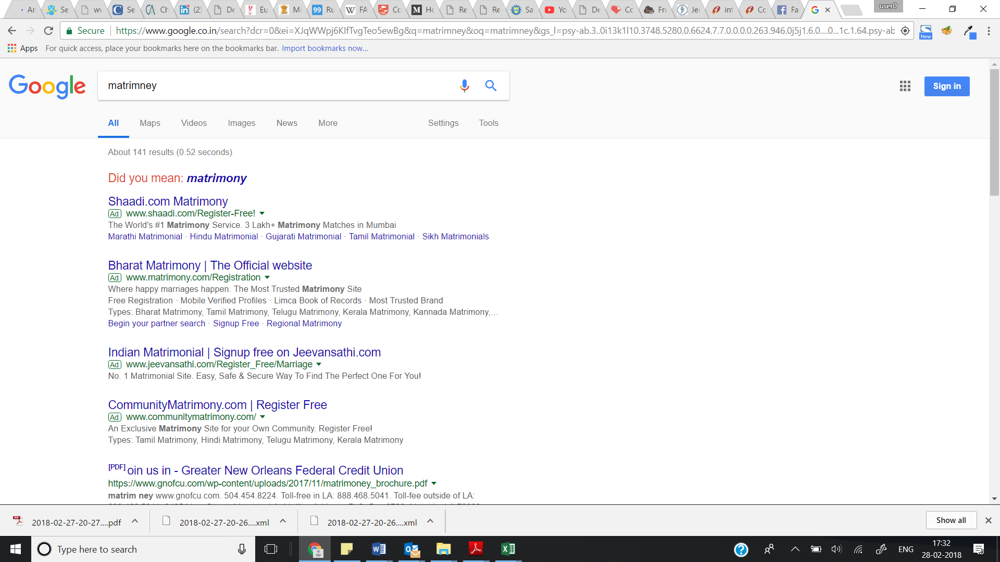 Ar
Se
wv
Se
Ch
(2)
De
Eu
Mi
99 Ru
W FA
Co
M Ho
Re
Re
Sa
Yo
De
Co
Fre
Jer
int
Co
Fa
user0
Secure
https://www.google.co.in/search?dcr=0&ei=XJqWWpj6KIfTvgTeo5ewBg&q=matrimney&oq=matrimney&gs_l=psy-ab.3..0i13k1l10.3748.5280.0.6624.7.7.0.0.0.0.263.946.0j5j1.6.0....0...1c.1.64.psy-ab
New
Apps For quick access, place your bookmarks here on the bookmarks bar. Import bookmarks now...
Google
matrimney
Sign in
All Maps Videos Images News More Settings Tools
About 141 results (0.52 seconds)
Did you mean: matrimony
Shaadi.com Matrimony
Ad www.shaadi.com/Register-Free!
The World's #1 Matrimony Service. 3 Lakh+ Matrimony Matches in Mumbai
Marathi Matrimonial · Hindu Matrimonial · Gujarati Matrimonial · Tamil Matrimonial · Sikh Matrimonials
Bharat Matrimony | The Official website
Ad www.matrimony.com/Registration
Where happy marriages happen. The Most Trusted Matrimony Site
Free Registration · Mobile Verified Profiles · Limca Book of Records · Most Trusted Brand
Types: Bharat Matrimony, Tamil Matrimony, Telugu Matrimony, Kerala Matrimony, Kannada Matrimony,...
Begin your partner search · Signup Free · Regional Matrimony
Indian Matrimonial | Signup free on Jeevansathi.com
Ad www.jeevansathi.com/Register_Free/Marriage
No. 1 Matrimonial Site. Easy, Safe & Secure Way To Find The Perfect One For You!
CommunityMatrimony.com | Register Free
Ad www.communitymatrimony.com/
An Exclusive Matrimony Site for your Own Community. Register Free!
Types: Tamil Matrimony, Hindi Matrimony, Telugu Matrimony, Kerala Matrimony
[PDF] oin us in - Greater New Orleans Federal Credit Union
https://www.gnofcu.com/wp-content/uploads/2017/11/matrimoney_brochure.pdf
matrim ney www.gnofcu.com. 504.454.8224. Toll-free in LA: 888.468.5041. Toll-fee outside of LA:
2018-02-27-20-27....pdf
2018-02-27-20-26....xml
2018-02-27-20-26....xml
Show all
Type here to search
ENG
17:32
28-02-2018